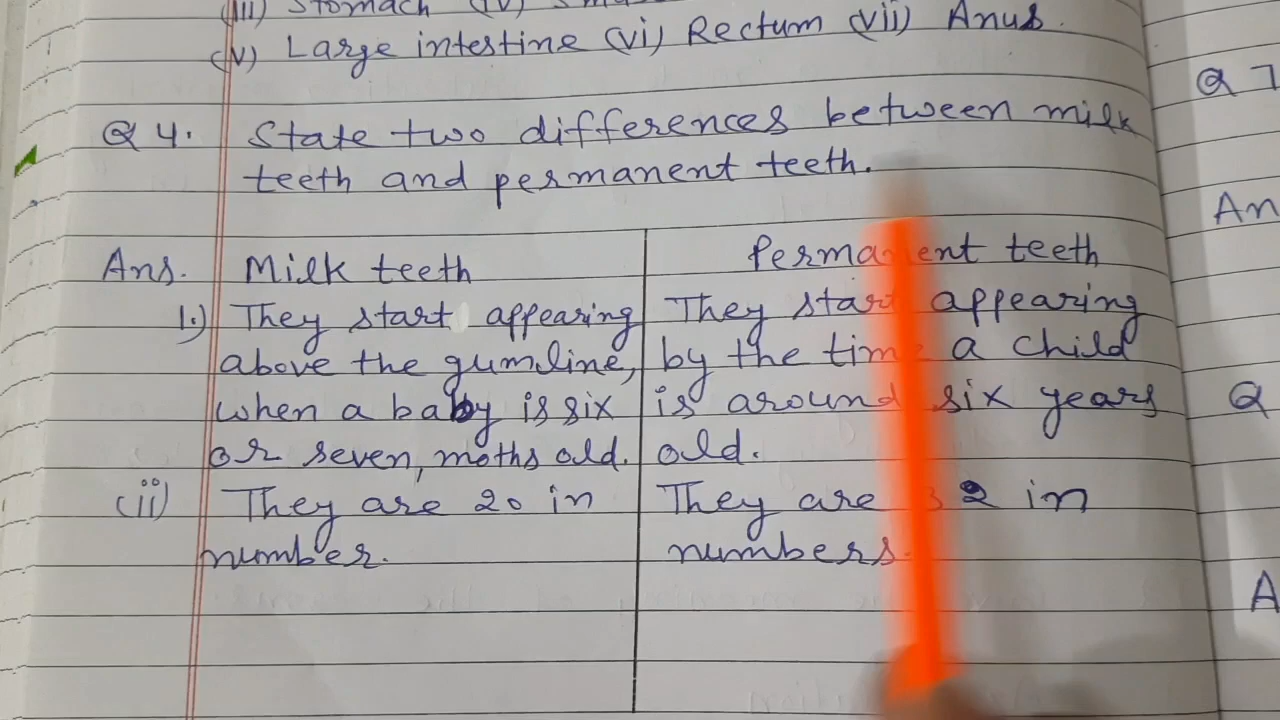 (iii) Stomach (iv)
(v) Large intestine (vi) Rectum (vii) Anus.
Q 4. State two differences between milk
teeth and permanent teeth.
Ans. Milk teeth
1.) They start appearing
above the gumline,
when a baby is six
or seven, moths old.
(ii) They are 20 in
number.
Permanent teeth
They start appearing
by the time a child
is around six years
old.
They are 32 in
numbers.
Q 7
An
Q
A